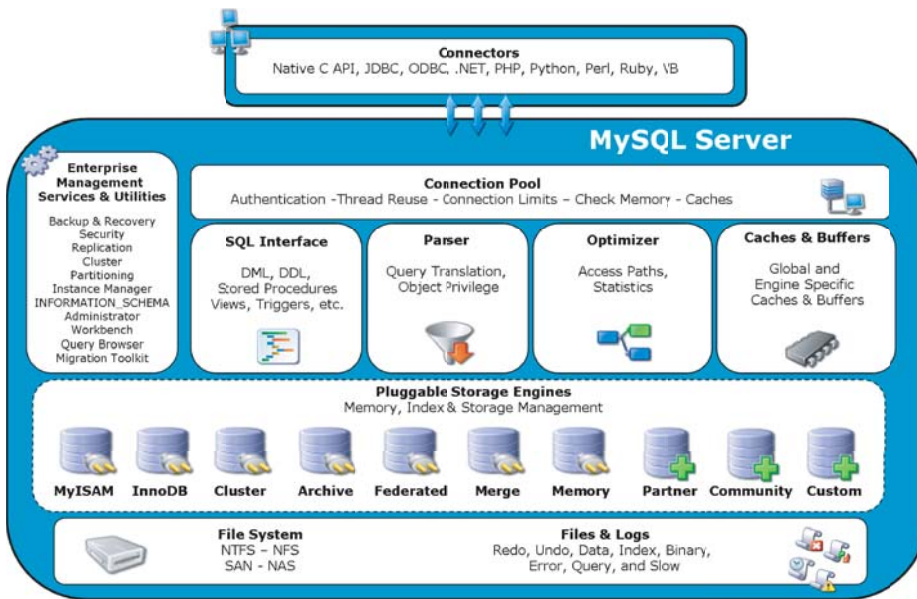 Connectors
Native C API, JDBC, ODBC, .NET, PHP, Python, Perl, Ruby, VB
MySQL Server
Enterprise
Management
Services & Utilities
Backup & Recovery
Security
Replication
Cluster
Partitioning
Instance Manager
INFORMATION_SCHEMA
Administrator
Workbench
Query Browser
Migration Toolkit
Connection Pool
Authentication -Thread Reuse - Connection Limits – Check Memory - Caches
SQL Interface
DML, DDL,
Stored Procedures
Views, Triggers, etc.
Parser
Query Translation,
Object Privilege
Optimizer
Access Paths,
Statistics
Caches & Buffers
Global and
Engine Specific
Caches & Buffers
Pluggable Storage Engines
Memory, Index & Storage Management
MyISAM InnoDB Cluster Archive Federated Merge Memory Partner Community Custom
File System
NTFS – NFS
SAN - NAS
Files & Logs
Redo, Undo, Data, Index, Binary,
Error, Query, and Slow